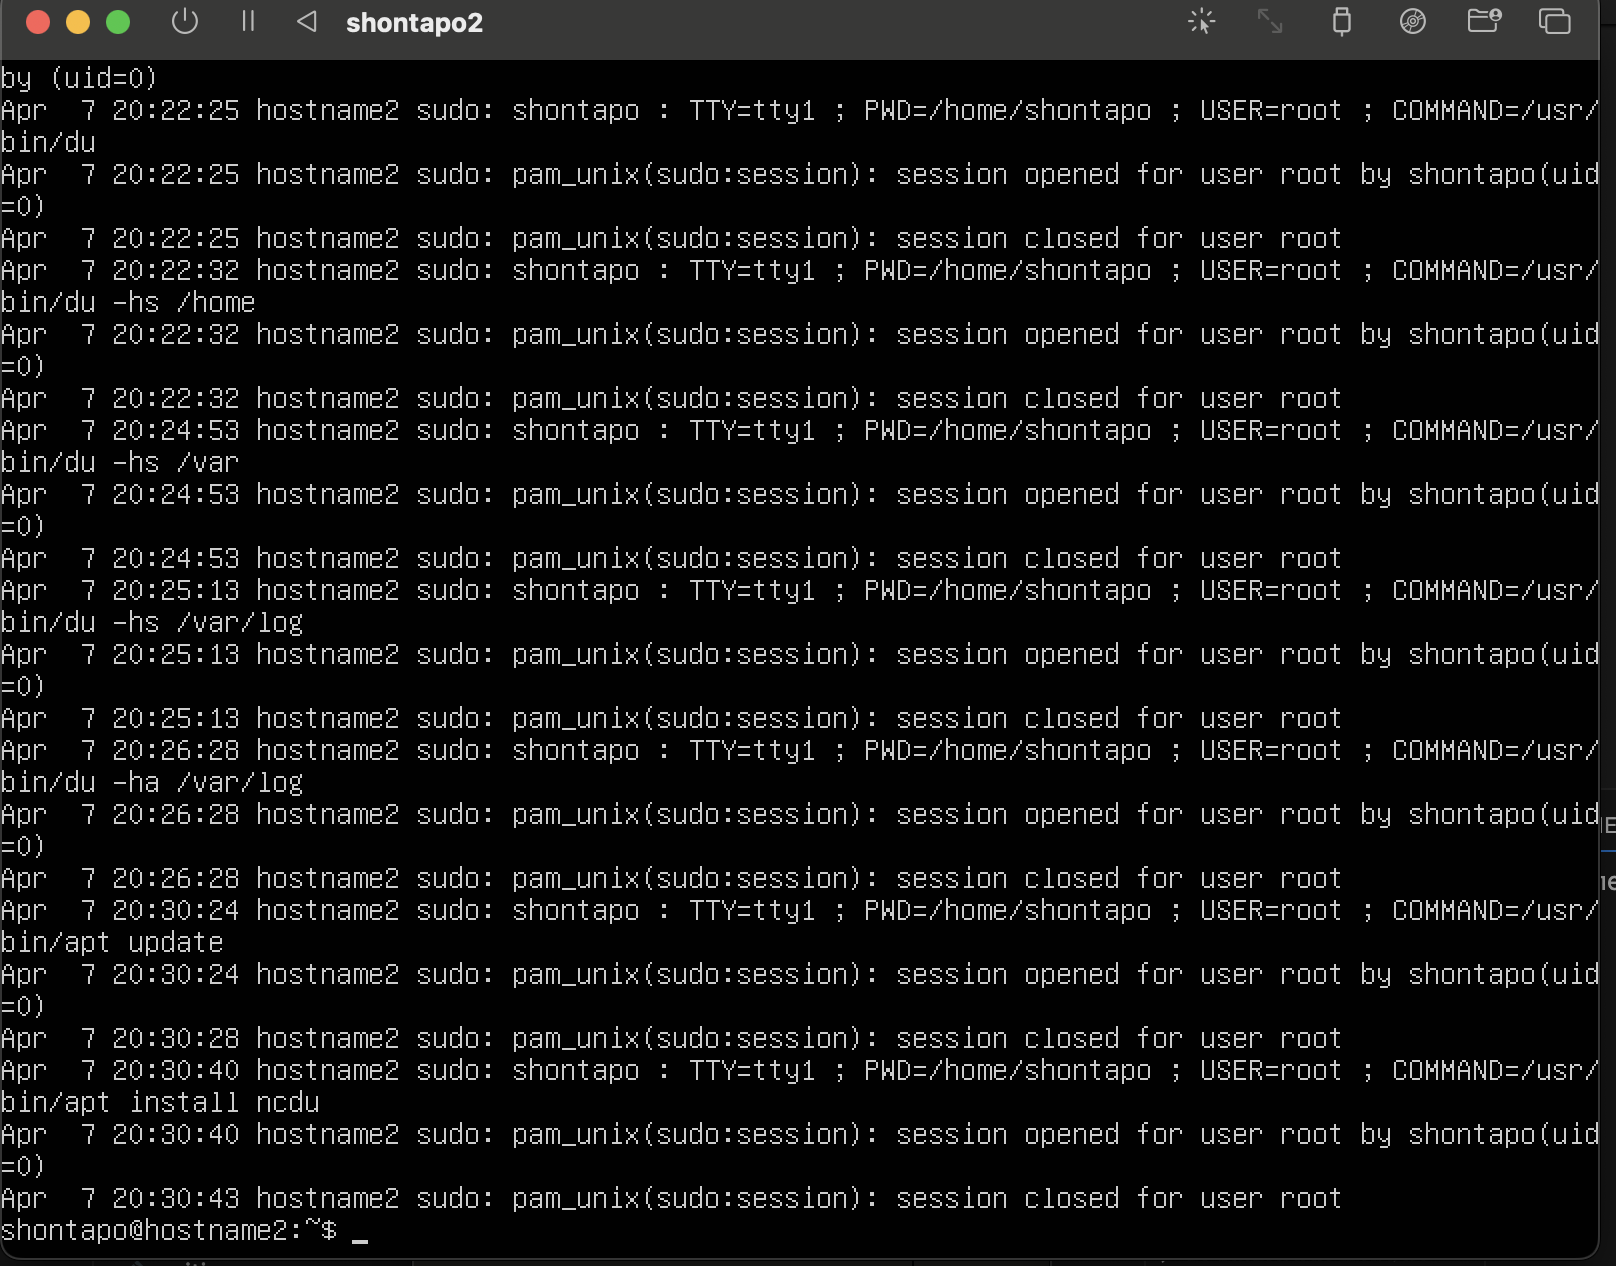 shontapo2
by (uid=0)
Apr  7 20:22:25 hostname2 sudo: shontapo :  TTY=tty1 ; PWD=/home/shontapo ; USER=root ; COMMAND=/usr/
bin/du
Apr  7 20:22:25 hostname2 sudo: pam_unix(sudo:session): session opened for user root by shontapo(uid
=0)
Apr  7 20:22:25 hostname2 sudo: pam_unix(sudo:session): session closed for user root
Apr  7 20:22:32 hostname2 sudo: shontapo :  TTY=tty1 ; PWD=/home/shontapo ; USER=root ; COMMAND=/usr/
bin/du -hs /home
Apr  7 20:22:32 hostname2 sudo: pam_unix(sudo:session): session opened for user root by shontapo(uid
=0)
Apr  7 20:22:32 hostname2 sudo: pam_unix(sudo:session): session closed for user root
Apr  7 20:24:53 hostname2 sudo: shontapo :  TTY=tty1 ; PWD=/home/shontapo ; USER=root ; COMMAND=/usr/
bin/du -hs /var
Apr  7 20:24:53 hostname2 sudo: pam_unix(sudo:session): session opened for user root by shontapo(uid
=0)
Apr  7 20:24:53 hostname2 sudo: pam_unix(sudo:session): session closed for user root
Apr  7 20:25:13 hostname2 sudo: shontapo :  TTY=tty1 ; PWD=/home/shontapo ; USER=root ; COMMAND=/usr/
bin/du -hs /var/log
Apr  7 20:25:13 hostname2 sudo: pam_unix(sudo:session): session opened for user root by shontapo(uid
=0)
Apr  7 20:25:13 hostname2 sudo: pam_unix(sudo:session): session closed for user root
Apr  7 20:26:28 hostname2 sudo: shontapo :  TTY=tty1 ; PWD=/home/shontapo ; USER=root ; COMMAND=/usr/
bin/du -ha /var/log
Apr  7 20:26:28 hostname2 sudo: pam_unix(sudo:session): session opened for user root by shontapo(uid
=0)
Apr  7 20:26:28 hostname2 sudo: pam_unix(sudo:session): session closed for user root
Apr  7 20:30:24 hostname2 sudo: shontapo :  TTY=tty1 ; PWD=/home/shontapo ; USER=root ; COMMAND=/usr/
bin/apt update
Apr  7 20:30:24 hostname2 sudo: pam_unix(sudo:session): session opened for user root by shontapo(uid
=0)
Apr  7 20:30:28 hostname2 sudo: pam_unix(sudo:session): session closed for user root
Apr  7 20:30:40 hostname2 sudo: shontapo :  TTY=tty1 ; PWD=/home/shontapo ; USER=root ; COMMAND=/usr/
bin/apt install ncdu
Apr  7 20:30:40 hostname2 sudo: pam_unix(sudo:session): session opened for user root by shontapo(uid
=0)
Apr  7 20:30:43 hostname2 sudo: pam_unix(sudo:session): session closed for user root
shontapo@hostname2:~$ _